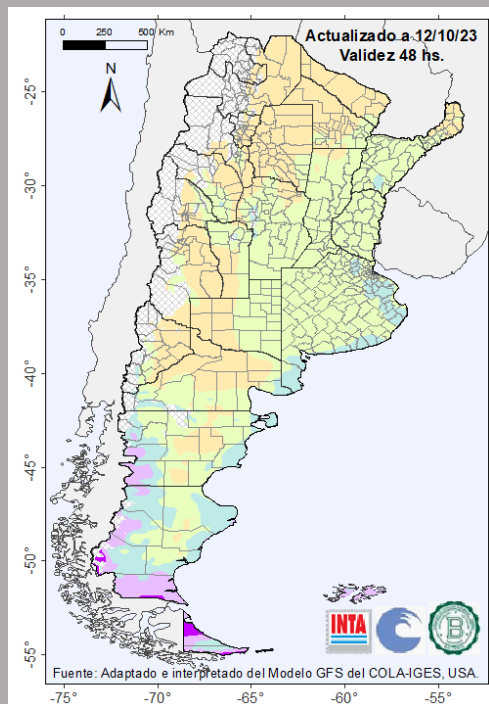 0 250 500 Km
Actualizado a 12/10/23
Validez 48 hs.
N
-25°
-30°
-35°
-40°
-45°
-50°
-55°
INTA
B
Fuente: Adaptado e interpretado del Modelo GFS del COLA-IGES, USA.
-75° -70° -65° -60° -55°